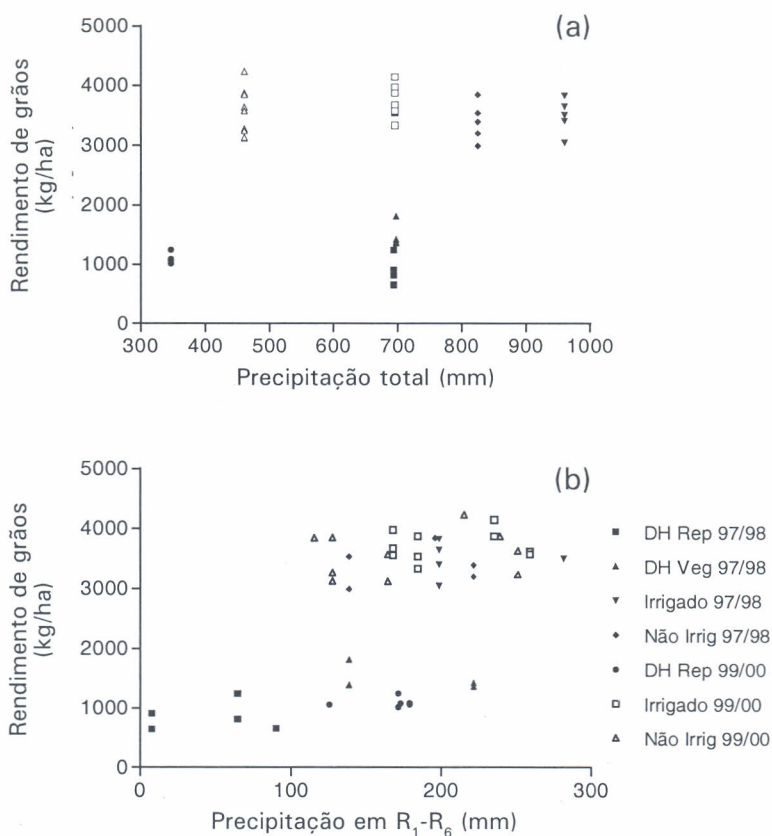 (a)
Rendimento de grãos
(kg/ha)
5000
4000
3000
2000
1000
0
300 400 500 600 700 800 900 1000
Precipitação total (mm)
(b)
Rendimento de grãos
(kg/ha)
5000
4000
3000
2000
1000
0
0 100 200 300
Precipitação em R₁-R₆ (mm)
DH Rep 97/98
DH Veg 97/98
Irrigado 97/98
Não Irrig 97/98
DH Rep 99/00
Irrigado 99/00
Não Irrig 99/00